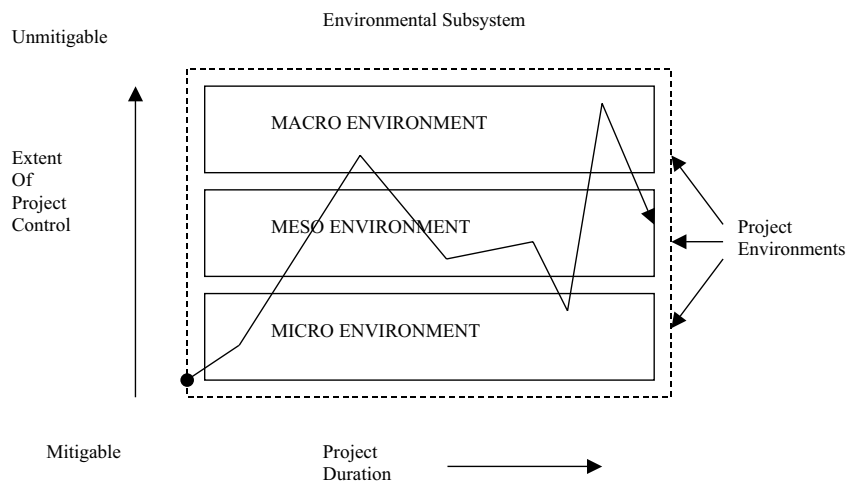 Environmental Subsystem
Unmitigable
MACRO ENVIRONMENT
Extent
Of
Project
Control
MESO ENVIRONMENT
Project
Environments
MICRO ENVIRONMENT
Mitigable
Project
Duration